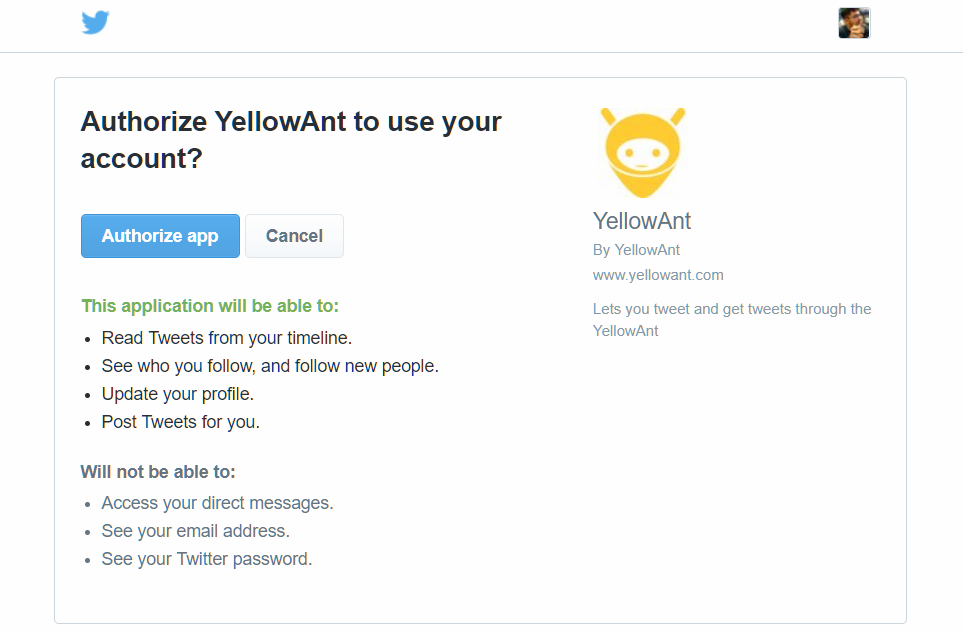 Authorize YellowAnt to use your
account?
Authorize app
Cancel
This application will be able to:
• Read Tweets from your timeline.
• See who you follow, and follow new people.
• Update your profile.
• Post Tweets for you.
Will not be able to:
• Access your direct messages.
• See your email address.
• See your Twitter password.
YellowAnt
By YellowAnt
www.yellowant.com
Lets you tweet and get tweets through the
YellowAnt